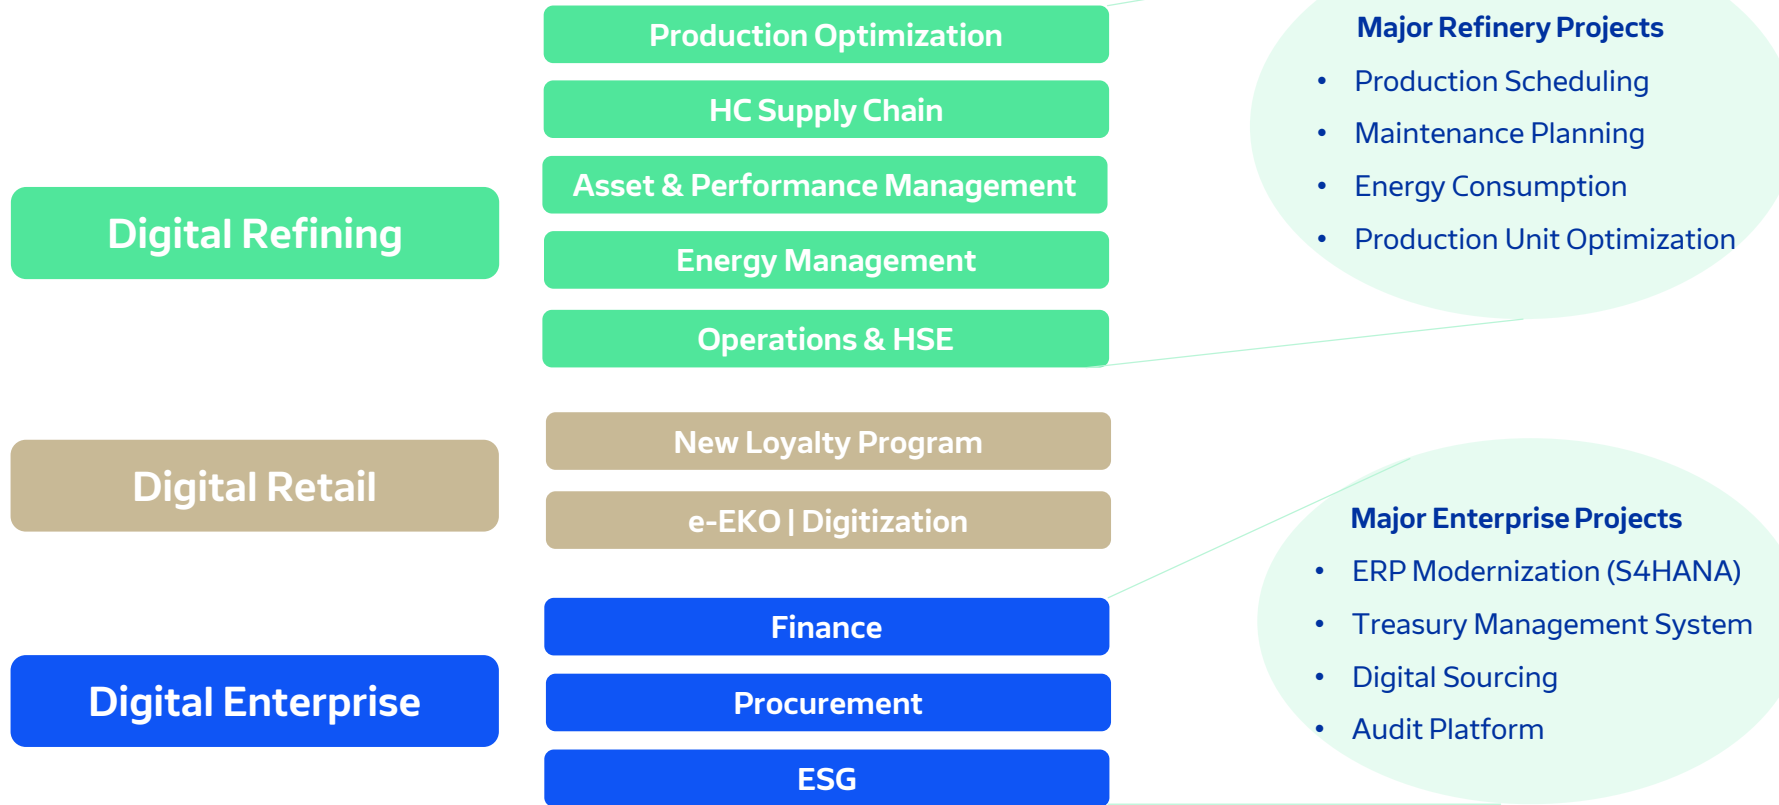 Digital Refining
Production Optimization
HC Supply Chain
Asset & Performance Management
Energy Management
Operations & HSE
Major Refinery Projects
• Production Scheduling
• Maintenance Planning
• Energy Consumption
• Production Unit Optimization
Digital Retail
New Loyalty Program
e-EKO | Digitization
Digital Enterprise
Finance
Procurement
ESG
Major Enterprise Projects
• ERP Modernization (S4HANA)
• Treasury Management System
• Digital Sourcing
• Audit Platform